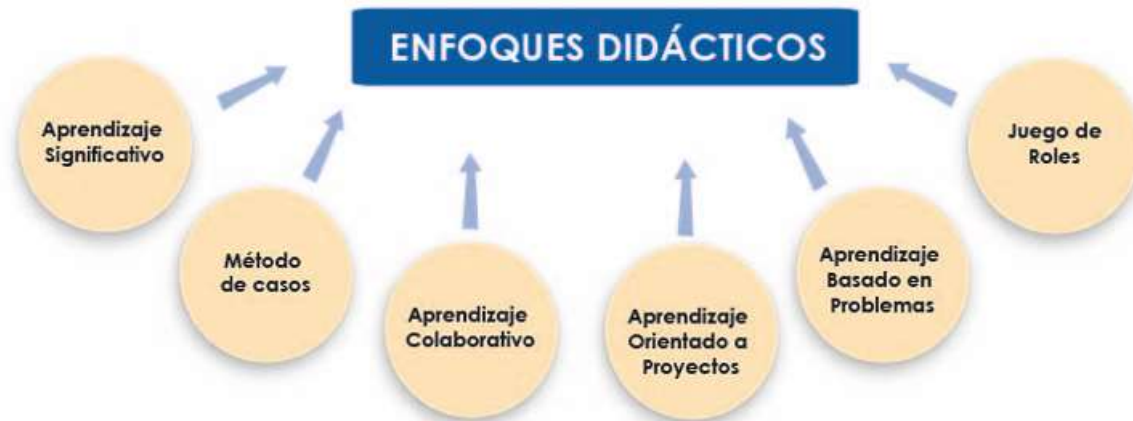 ENFOQUES DIDÁCTICOS
Aprendizaje
Significativo
Método
de casos
Aprendizaje
Colaborativo
Aprendizaje
Orientado a
Proyectos
Aprendizaje
Basado en
Problemas
Juego de
Roles